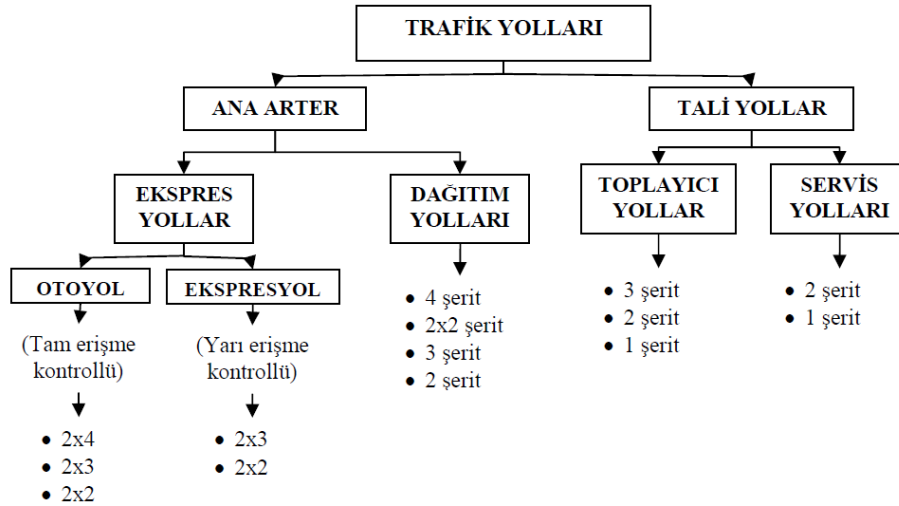 TRAFİK YOLLARI
ANA ARTER
TALİ YOLLAR
EKSPRES
YOLLAR
DAĞITIM
YOLLARI
TOPLAYICI
YOLLAR
SERVİS
YOLLARI
OTOYOL
EKSPRESYOL
(Tam erişme
kontrollü)
(Yarı erişme
kontrollü)
• 4 şerit
• 2x2 şerit
• 3 şerit
• 2 şerit
• 3 şerit
• 2 şerit
• 1 şerit
• 2 şerit
• 1 şerit
• 2x4
• 2x3
• 2x2
• 2x3
• 2x2